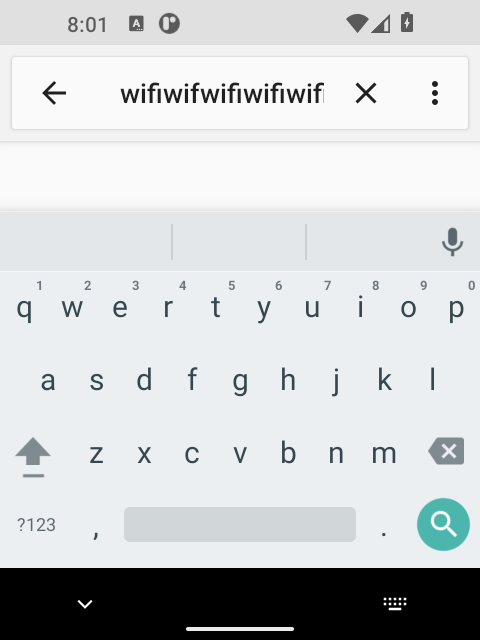 8:01
wifiwifwifiwifiwifi
1 2 3 4 5 6 7 8 9 0
q w e r t y u i o p
a s d f g h j k l
z x c v b n m
?123 , .